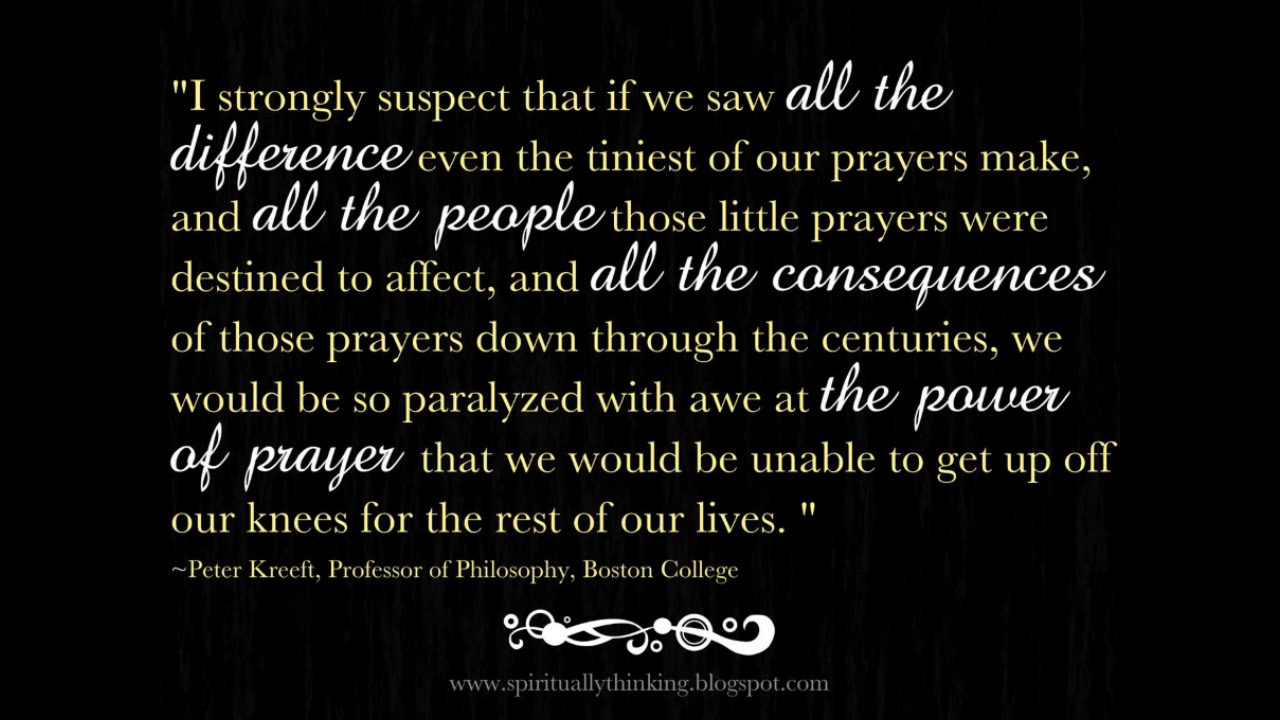 "I strongly suspect that if we saw all the
difference even the tiniest of our prayers make,
and all the people those little prayers were
destined to affect, and all the consequences
of those prayers down through the centuries, we
would be so paralyzed with awe at the power
of prayer that we would be unable to get up off
our knees for the rest of our lives. "
~Peter Kreeft, Professor of Philosophy, Boston College
www.spirituallythinking.blogspot.com